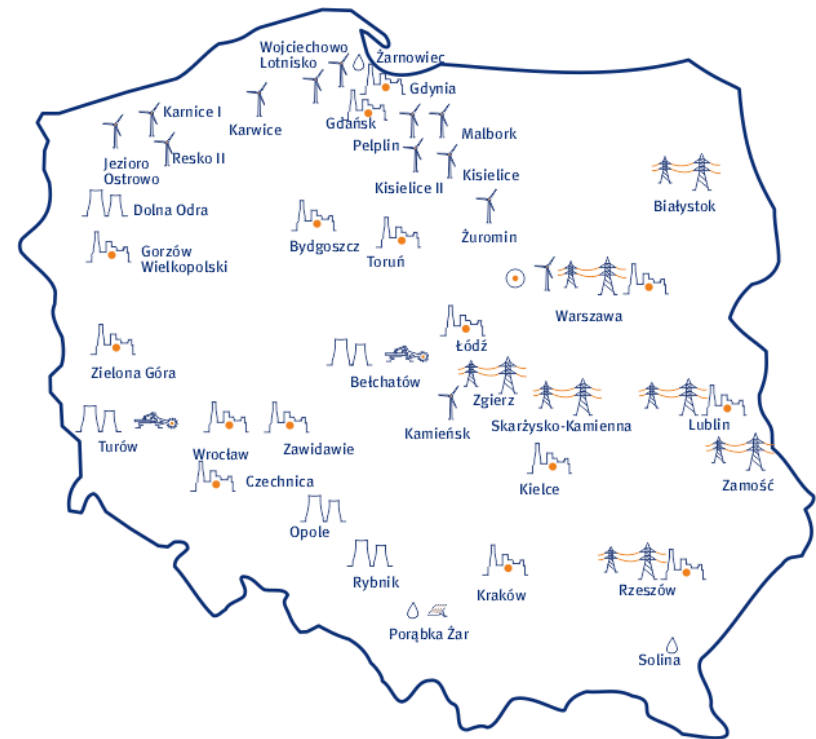 Wojciechowo
Lotnisko
Żarnowiec
Gdynia
Karnice I
Karwice
Gdańsk
Malbork
Pelplin
Resko II
Jezioro
Ostrowo
Kisielice
Kisielice II
Dolna Odra
Białystok
Bydgoszcz
Toruń
Żuromin
Gorzów
Wielkopolski
Warszawa
Łódź
Zielona Góra
Bełchatów
Zgierz
Skarżysko-Kamienna
Lublin
Kamieńsk
Turów
Wrocław
Zawidawie
Czechnica
Kielce
Zamość
Opole
Rybnik
Kraków
Rzeszów
Porąbka Żar
Solina